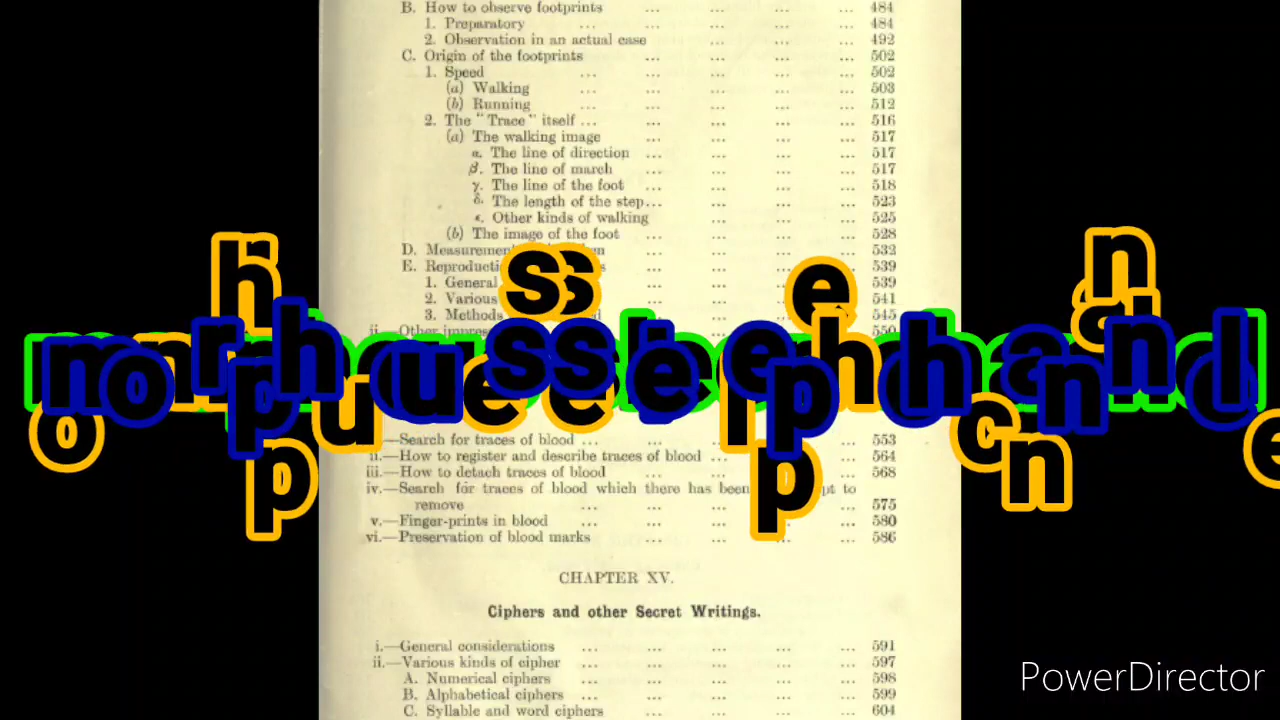 B. How to observe footprints ... ... ... 484
1. Preparatory ... ... ... ... 484
2. Observation in an actual case ... ... ... 492
C. Origin of the footprints ... ... ... ... 502
1. Speed ... ... ... ... ... 502
(a) Walking ... ... ... ... 503
(b) Running ... ... ... ... ... 512
2. The "Trace" itself ... ... ... ... ... 516
(a) The walking image ... ... ... ... 517
α. The line of direction ... ... ... ... 517
β. The line of march ... ... ... ... 517
γ. The line of the foot ... ... ... ... 518
δ. The length of the step... ... ... ... 523
ε. Other kinds of walking ... ... ... 525
(b) The image of the foot ... ... ... ... 528
D. 532
E. 539
1. General 539
2. Various 541
3. Methods 545
ii.—Other 550
i.—Search for traces of blood ... ... ... ... ... 553
ii.—How to register and describe traces of blood ... ... ... 564
iii.—How to detach traces of blood ... ... ... ... 568
iv.—Search for traces of blood which there has been to
remove ... ... ... ... ... 575
v.—Finger-prints in blood ... ... ... ... ... 580
vi.—Preservation of blood marks ... ... ... ... 586
CHAPTER XV.
Ciphers and other Secret Writings.
i.—General considerations ... ... ... ... ... 591
ii.—Various kinds of cipher ... ... ... ... ... 597
A. Numerical ciphers ... ... ... ... ... 598
B. Alphabetical ciphers ... ... ... ... ... 599
C. Syllable and word ciphers ... ... ... ... 604
PowerDirector